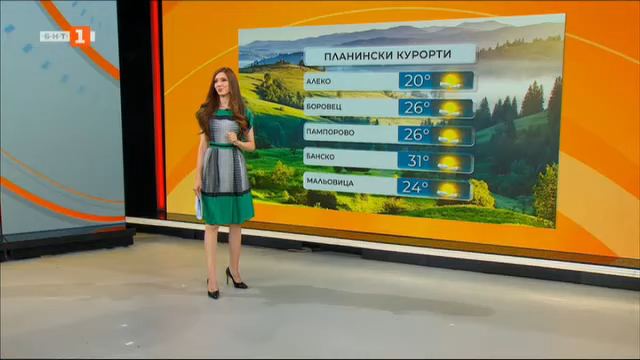 БНТ 1
ПЛАНИНСКИ КУРОРТИ
АЛЕКО 20°
БОРОВЕЦ 26°
ПАМПОРОВО 26°
БАНСКО 31°
МАЛЬОВИЦА 24°